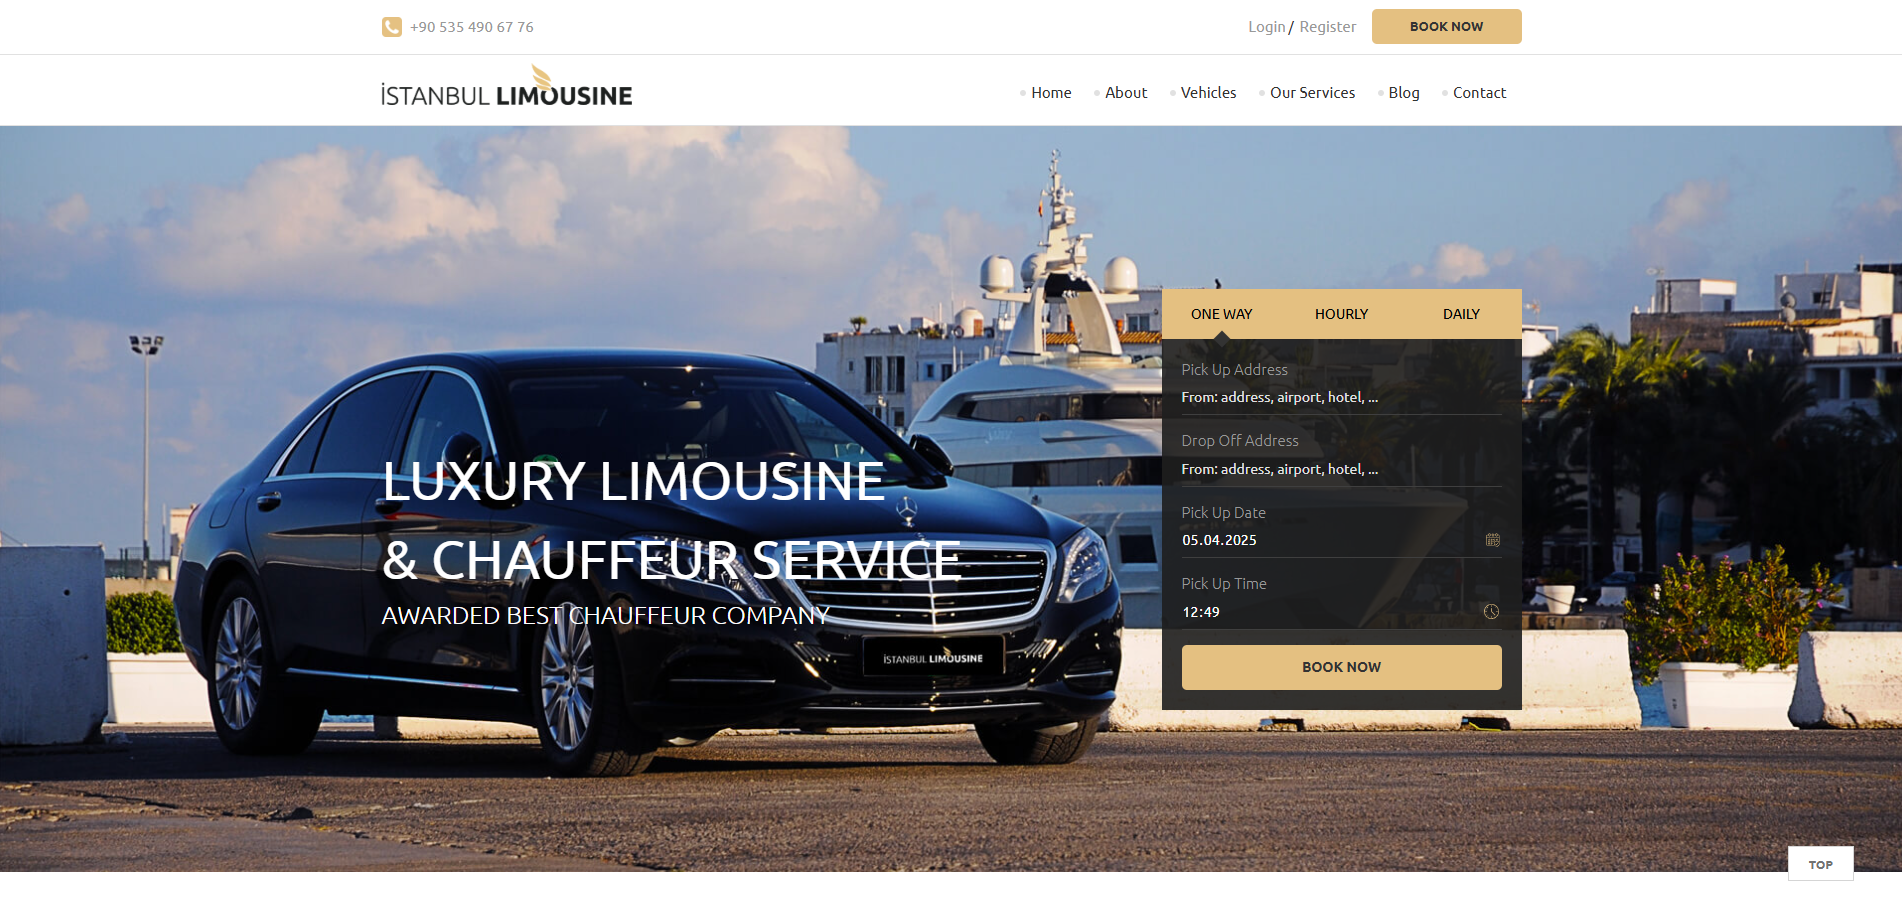 +90 535 490 67 76
Login / Register
BOOK NOW
İSTANBUL LIMOUSINE
Home
About
Vehicles
Our Services
Blog
Contact
ONE WAY
HOURLY
DAILY
Pick Up Address
From: address, airport, hotel, ...
Drop Off Address
From: address, airport, hotel, ...
Pick Up Date
05.04.2025
Pick Up Time
12:49
BOOK NOW
LUXURY LIMOUSINE
& CHAUFFEUR SERVICE
AWARDED BEST CHAUFFEUR COMPANY
İSTANBUL LIMOUSINE
TOP